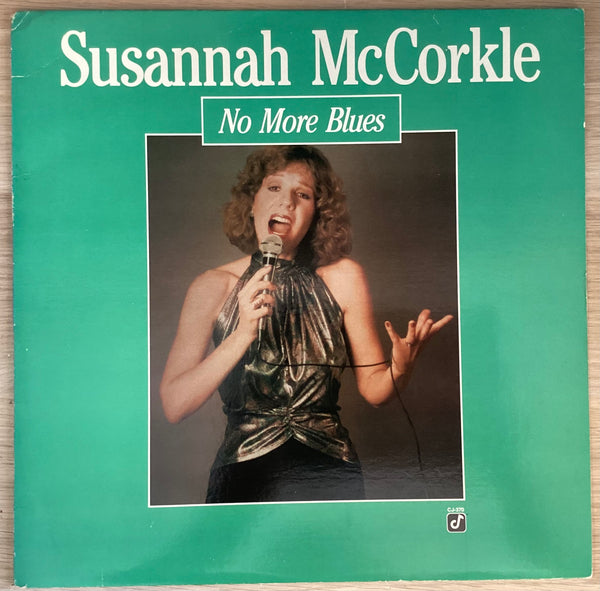 Susannah McCorkle
No More Blues
CJ-370